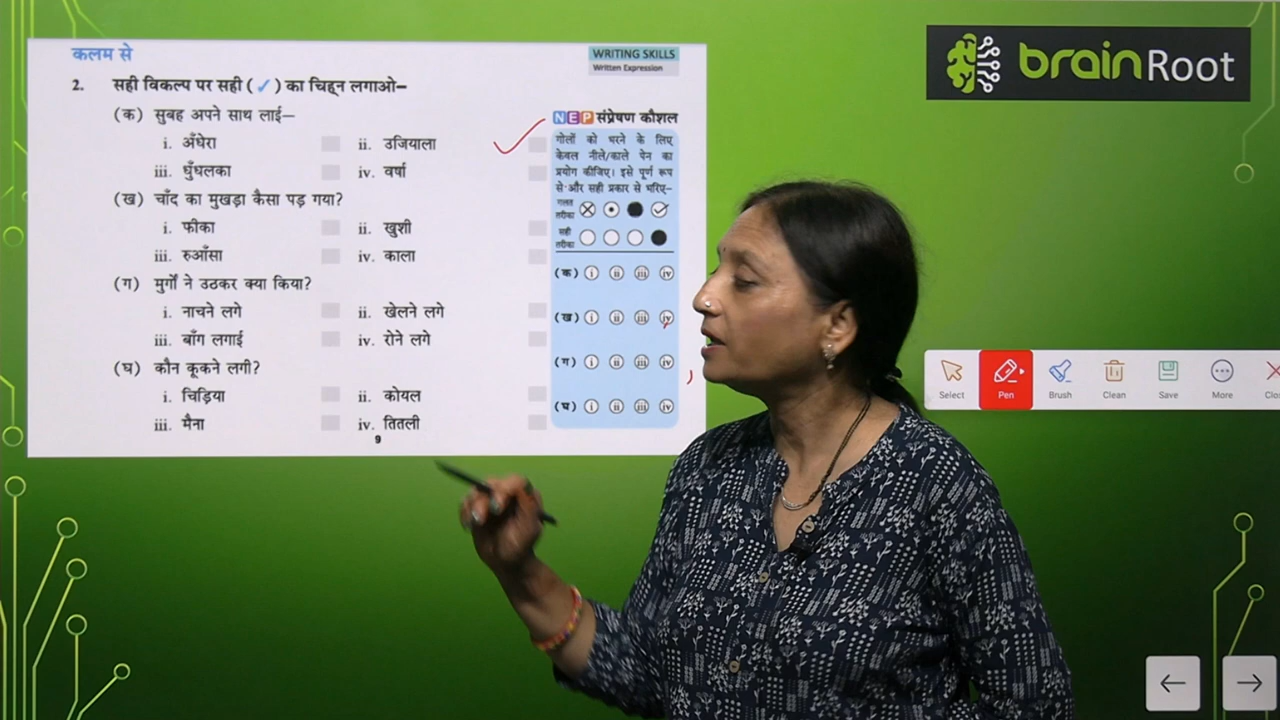 कलम से
WRITING SKILLS
Written Expression
2. सही विकल्प पर सही (✓) का चिह्न लगाओ–
(क) सुबह अपने साथ लाई—
i. अँधेरा
ii. उजियाला
iii. धुँधलका
iv. वर्षा
(ख) चाँद का मुखड़ा कैसा पड़ गया?
i. फीका
ii. खुशी
iii. रुआँसा
iv. काला
(ग) मुर्गों ने उठकर क्या किया?
i. नाचने लगे
ii. खेलने लगे
iii. बाँग लगाई
iv. रोने लगे
(घ) कौन कूकने लगी?
i. चिड़िया
ii. कोयल
iii. मैना
iv. तितली
9
NEP संप्रेषण कौशल
गोलों को भरने के लिए
केवल नीले/काले पेन का
प्रयोग कीजिए। इसे पूर्ण रूप
से और सही प्रकार से भरिए–
गलत
तरीका
सही
तरीका
(क) i ii iii iv
(ख) i ii iii iv
(ग) i ii iii iv
(घ) i ii iii iv
brainRoot
Select
Pen
Brush
Clean
Save
More
Clo